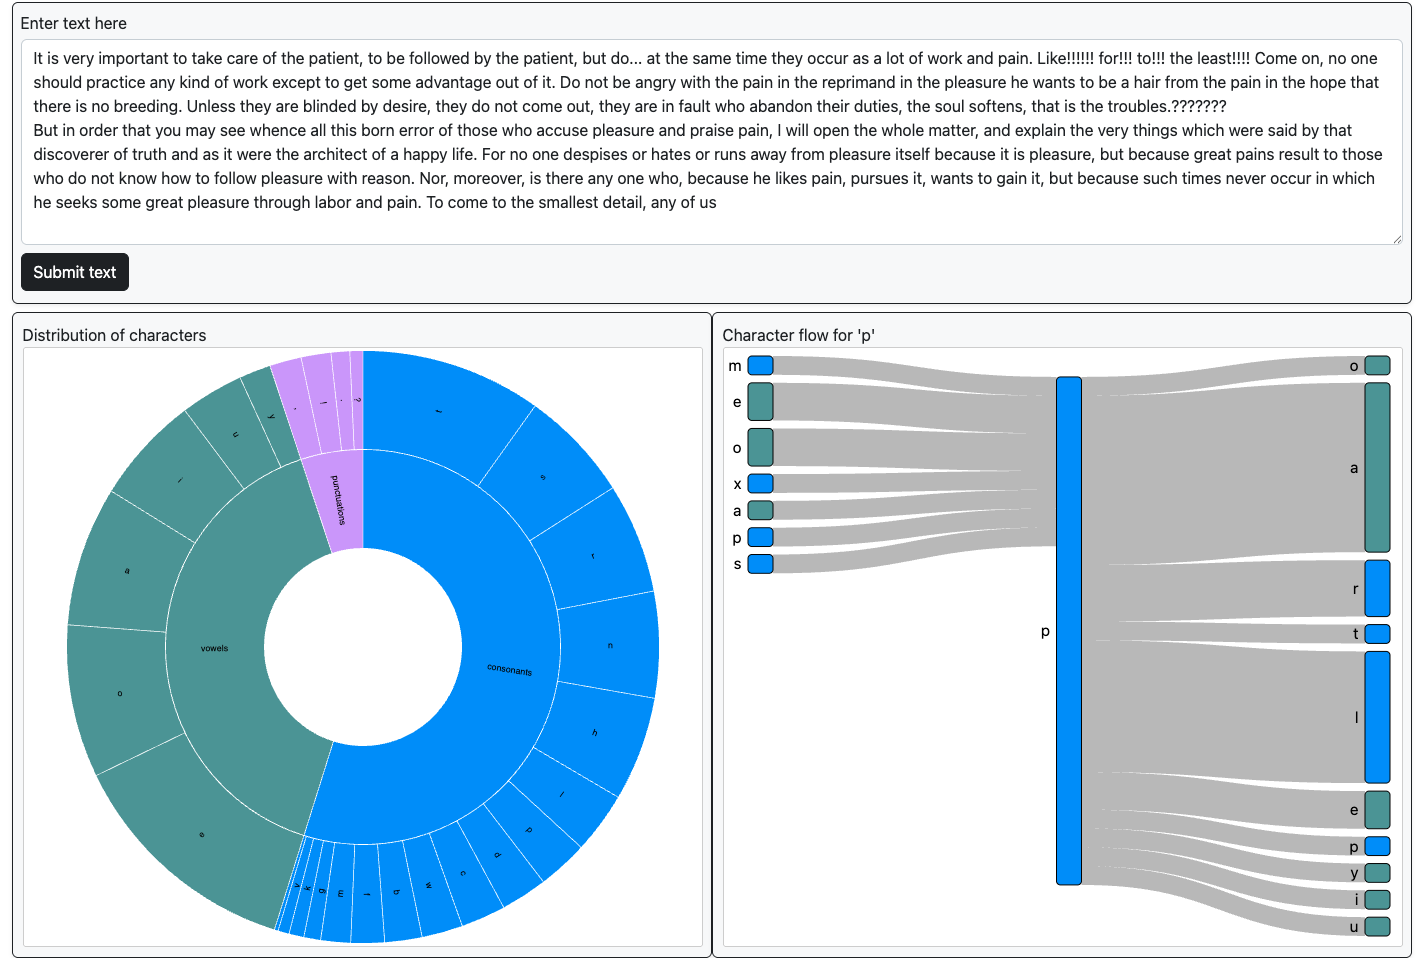 Enter text here
It is very important to take care of the patient, to be followed by the patient, but do... at the same time they occur as a lot of work and pain. Like!!!!!! for!!! to!!! the least!!!! Come on, no one
should practice any kind of work except to get some advantage out of it. Do not be angry with the pain in the reprimand in the pleasure he wants to be a hair from the pain in the hope that
there is no breeding. Unless they are blinded by desire, they do not come out, they are in fault who abandon their duties, the soul softens, that is the troubles.???????
But in order that you may see whence all this born error of those who accuse pleasure and praise pain, I will open the whole matter, and explain the very things which were said by that
discoverer of truth and as it were the architect of a happy life. For no one despises or hates or runs away from pleasure itself because it is pleasure, but because great pains result to those
who do not know how to follow pleasure with reason. Nor, moreover, is there any one who, because he likes pain, pursues it, wants to gain it, but because such times never occur in which
he seeks some great pleasure through labor and pain. To come to the smallest detail, any of us
Submit text
Distribution of characters
y
,
!
.
?
u
i
a
o
e
vowels
punctuations
consonants
t
s
r
n
h
l
p
d
c
w
b
f
m
g
k
v
Character flow for 'p'
m
e
o
x
a
p
s
p
o
a
r
t
l
e
p
y
i
u